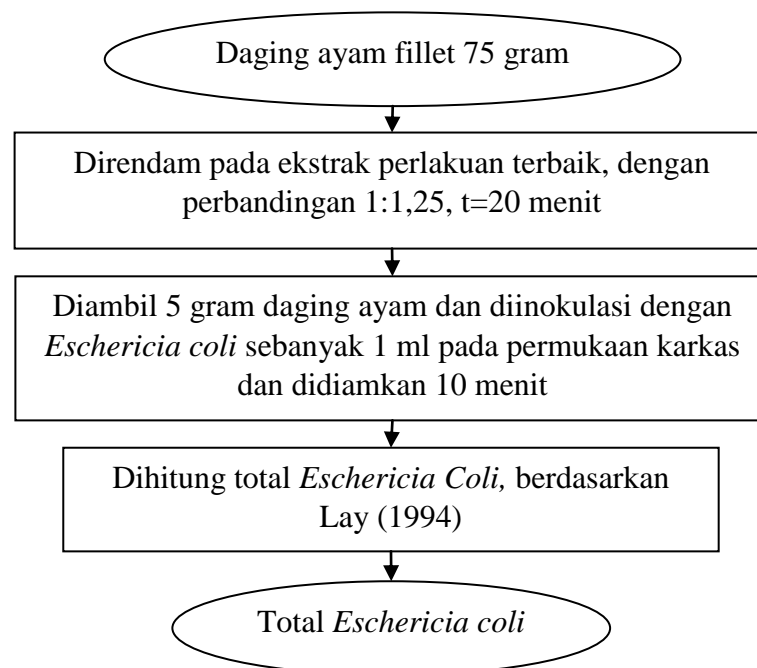 Daging ayam fillet 75 gram
Direndam pada ekstrak perlakuan terbaik, dengan
perbandingan 1:1,25, t=20 menit
Diambil 5 gram daging ayam dan diinokulasi dengan
Eschericia coli sebanyak 1 ml pada permukaan karkas
dan didiamkan 10 menit
Dihitung total Eschericia Coli, berdasarkan
Lay (1994)
Total Eschericia coli